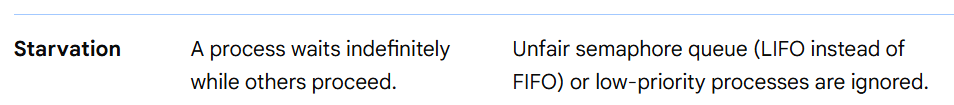 Starvation
A process waits indefinitely
while others proceed.
Unfair semaphore queue (LIFO instead of
FIFO) or low-priority processes are ignored.